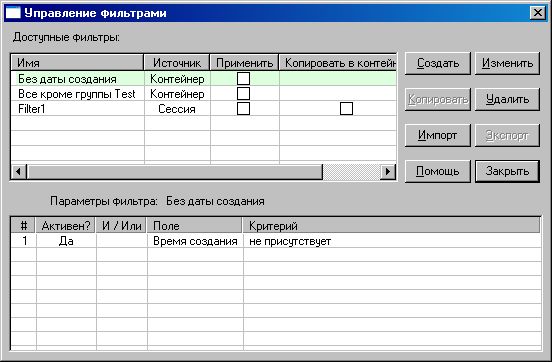 Управление фильтрами
Доступные фильтры:
Имя Источник Применить Копировать в контейн
Без даты создания Контейнер
Все кроме группы Test Контейнер
Filter1 Сессия
Создать Изменить
Копировать Удалить
Импорт Экспорт
Помощь Закрыть
Параметры фильтра: Без даты создания
# Активен? И / Или Поле Критерий
1 Да Время создания не присутствует